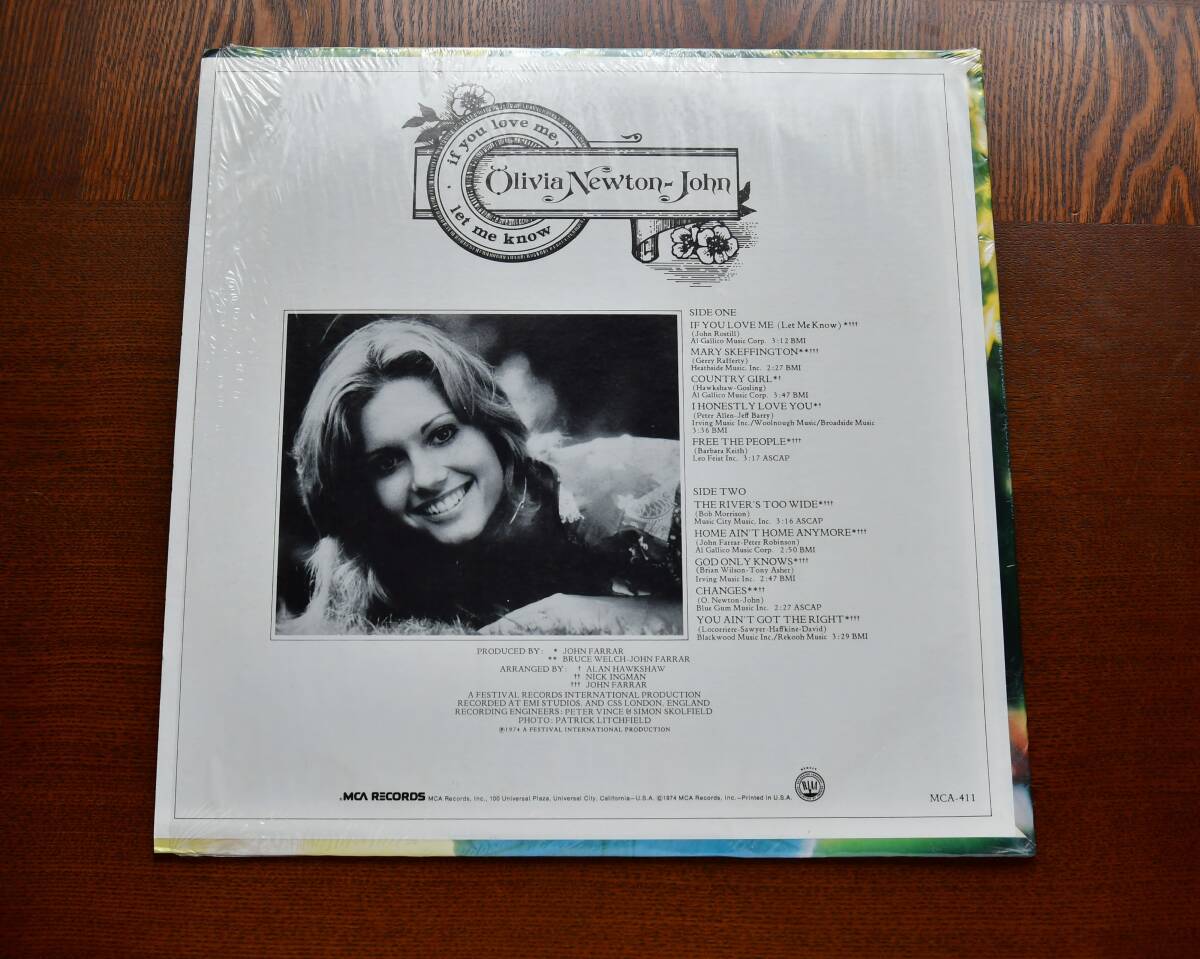 if you love me,
let me know
Olivia Newton-John
SIDE ONE
IF YOU LOVE ME (Let Me Know) *†††
(John Rostill)
Al Gallico Music Corp. 3:12 BMI
MARY SKEFFINGTON**†††
(Gerry Rafferty)
Heathside Music, Inc. 2:27 BMI
COUNTRY GIRL*†
(Hawkshaw-Gosling)
Al Gallico Music Corp. 3:47 BMI
I HONESTLY LOVE YOU*†
(Peter Allen-Jeff Barry)
Irving Music Inc./Woolnough Music/Broadside Music
3:36 BMI
FREE THE PEOPLE*†††
(Barbara Keith)
Leo Feist Inc. 3:17 ASCAP
SIDE TWO
THE RIVER'S TOO WIDE*†††
(Bob Morrison)
Music City Music, Inc. 3:16 ASCAP
HOME AIN'T HOME ANYMORE*†††
(John Farrar-Peter Robinson)
Al Gallico Music Corp. 2:50 BMI
GOD ONLY KNOWS*†††
(Brian Wilson-Tony Asher)
Irving Music Inc. 2:47 BMI
CHANGES**††
(O. Newton-John)
Blue Gum Music Inc. 2:27 ASCAP
YOU AIN'T GOT THE RIGHT*†††
(Locorriere-Sawyer-Haffkine-David)
Blackwood Music Inc./Rekooh Music 3:29 BMI
PRODUCED BY: * JOHN FARRAR
** BRUCE WELCH-JOHN FARRAR
ARRANGED BY: † ALAN HAWKSHAW
†† NICK INGMAN
††† JOHN FARRAR
A FESTIVAL RECORDS INTERNATIONAL PRODUCTION
RECORDED AT EMI STUDIOS, AND CSS LONDON, ENGLAND
RECORDING ENGINEERS: PETER VINCE & SIMON SKOLFIELD
PHOTO: PATRICK LITCHFIELD
℗1974 A FESTIVAL INTERNATIONAL PRODUCTION
MCA RECORDS MCA Records, Inc., 100 Universal Plaza, Universal City, California—U.S.A. ©1974 MCA Records, Inc.—Printed in U.S.A.
MCA-411